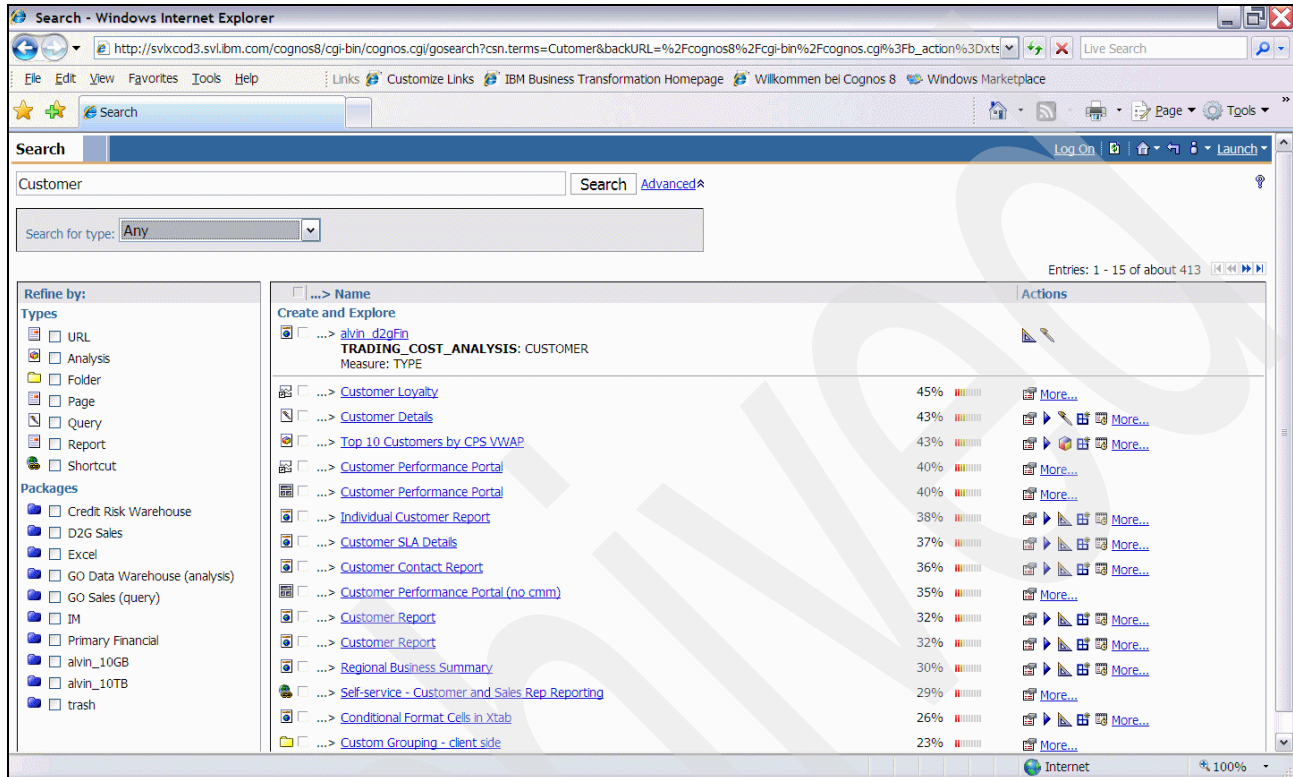 Search - Windows Internet Explorer
http://svlxcod3.svl.ibm.com/cognos8/cgi-bin/cognos.cgi/gosearch?csn.terms=Cutomer&backURL=%2Fcognos8%2Fcgi-bin%2Fcognos.cgi%3Fb_action%3Dxts Live Search
File Edit View Favorites Tools Help Links Customize Links IBM Business Transformation Homepage Willkommen bei Cognos 8 Windows Marketplace
Search Page Tools »
Search Log On Launch
Customer Search Advanced
Search for type: Any
Entries: 1 - 15 of about 413
Refine by: ...> Name Actions
Types
Create and Explore
URL
Analysis
Folder
Page
Query
Report
Shortcut
Packages
Credit Risk Warehouse
D2G Sales
Excel
GO Data Warehouse (analysis)
GO Sales (query)
IM
Primary Financial
alvin_10GB
alvin_10TB
trash
...> alvin_d2gFin
TRADING_COST_ANALYSIS: CUSTOMER
Measure: TYPE
...> Customer Loyalty 45% More...
...> Customer Details 43% More...
...> Top 10 Customers by CPS VWAP 43% More...
...> Customer Performance Portal 40% More...
...> Customer Performance Portal 40% More...
...> Individual Customer Report 38% More...
...> Customer SLA Details 37% More...
...> Customer Contact Report 36% More...
...> Customer Performance Portal (no cmm) 35% More...
...> Customer Report 32% More...
...> Customer Report 32% More...
...> Regional Business Summary 30% More...
...> Self-service - Customer and Sales Rep Reporting 29% More...
...> Conditional Format Cells in Xtab 26% More...
...> Custom Grouping - client side 23% More...
Internet 100%